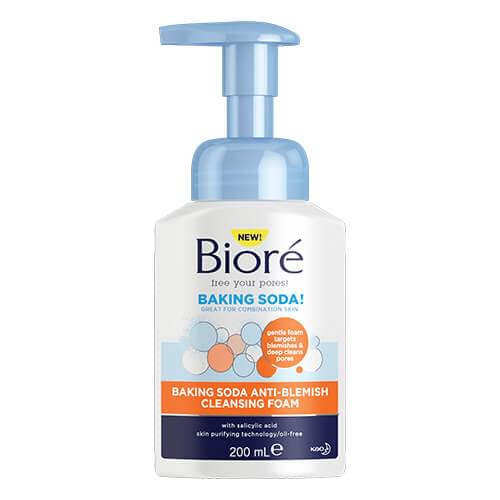 NEW!
Bioré
free your pores!
BAKING SODA!
GREAT FOR COMBINATION SKIN
gentle foam
targets
blemishes &
deep cleans
pores
BAKING SODA ANTI-BLEMISH
CLEANSING FOAM
with salicylic acid
skin purifying technology/oil-free
200 mL ℮
Kao